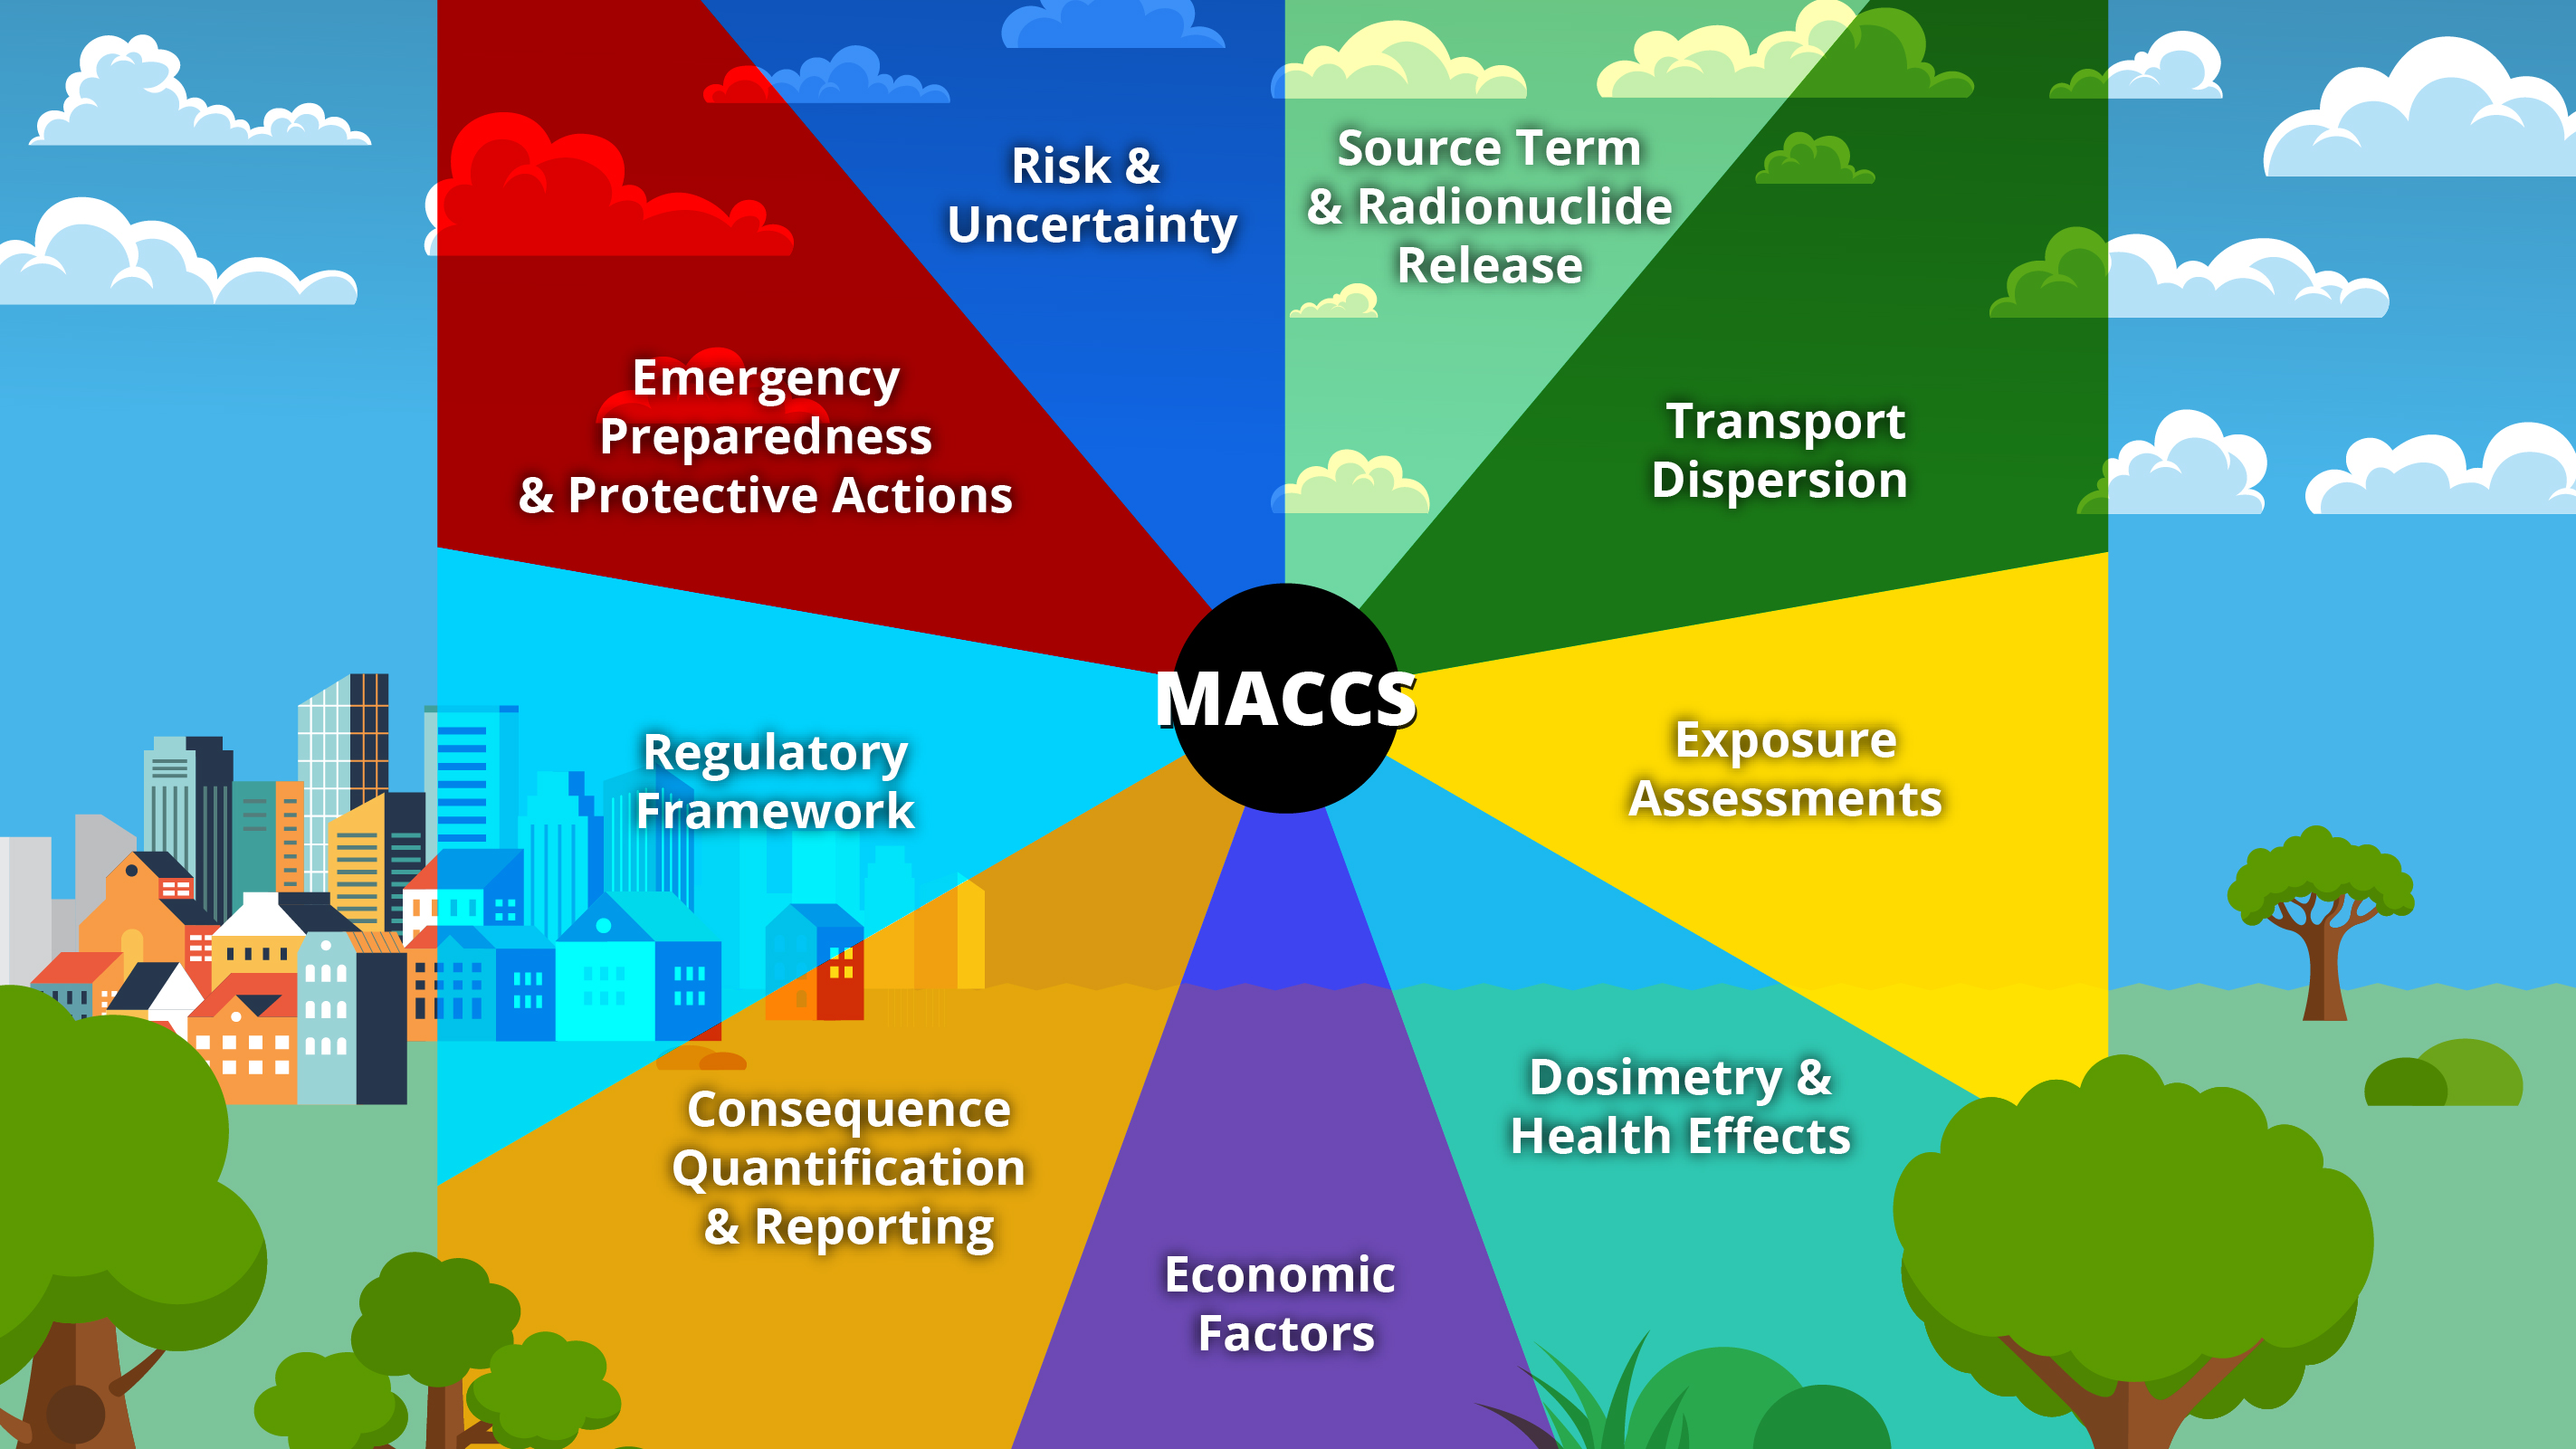 Risk &
Uncertainty
Source Term
& Radionuclide
Release
Transport
Dispersion
Exposure
Assessments
Dosimetry &
Health Effects
Economic
Factors
Consequence
Quantification
& Reporting
Regulatory
Framework
Emergency
Preparedness
& Protective Actions
MACCS